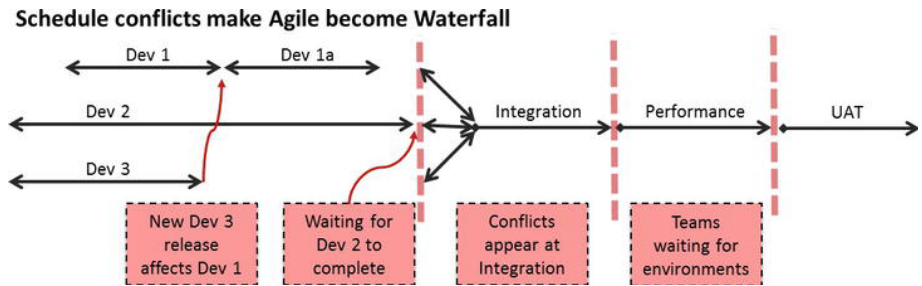 Schedule conflicts make Agile become Waterfall
Dev 1
Dev 1a
Dev 2
Integration
Performance
UAT
Dev 3
New Dev 3
release
affects Dev 1
Waiting for
Dev 2 to
complete
Conflicts
appear at
Integration
Teams
waiting for
environments